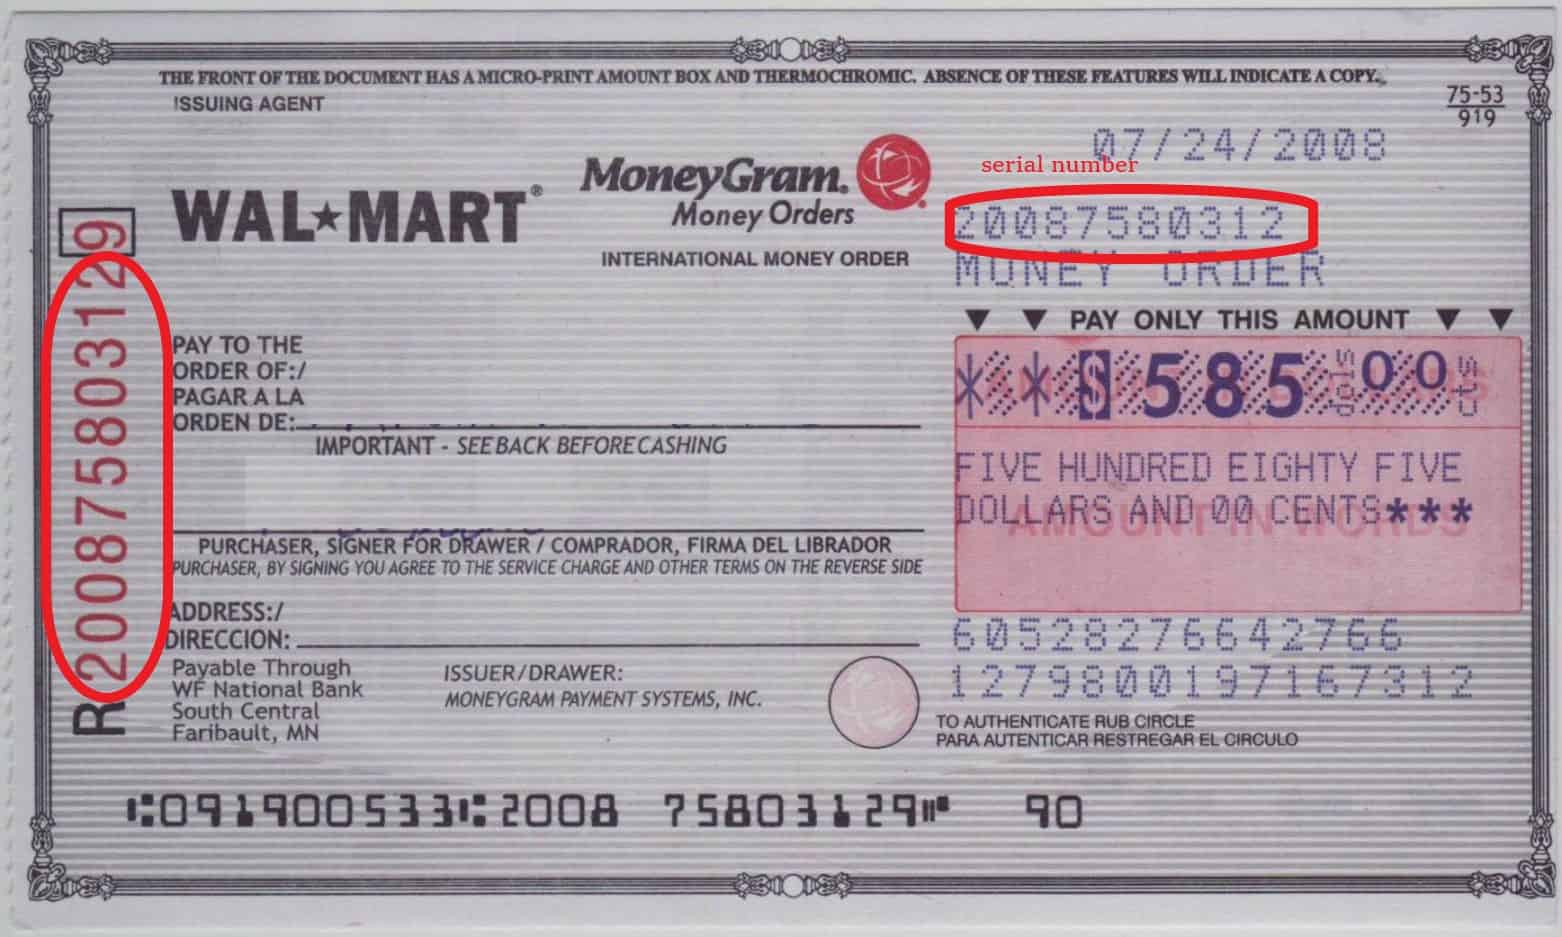 THE FRONT OF THE DOCUMENT HAS A MICRO-PRINT AMOUNT BOX AND THERMOCHROMIC. ABSENCE OF THESE FEATURES WILL INDICATE A COPY.
ISSUING AGENT
75-53
919
07/24/2008
serial number
WAL★MART®
MoneyGram.®
Money Orders
INTERNATIONAL MONEY ORDER
20087580312
MONEY ORDER
R200875803129
PAY ONLY THIS AMOUNT
**$585 dols 00 cts
FIVE HUNDRED EIGHTY FIVE
DOLLARS AND 00 CENTS***
AMOUNT IN WORDS
PAY TO THE
ORDER OF:/
PAGAR A LA
ORDEN DE:
IMPORTANT - SEE BACK BEFORE CASHING
PURCHASER, SIGNER FOR DRAWER / COMPRADOR, FIRMA DEL LIBRADOR
PURCHASER, BY SIGNING YOU AGREE TO THE SERVICE CHARGE AND OTHER TERMS ON THE REVERSE SIDE
ADDRESS:/
DIRECCION:
60528276642766
1279800197167312
Payable Through
WF National Bank
South Central
Faribault, MN
ISSUER/DRAWER:
MONEYGRAM PAYMENT SYSTEMS, INC.
TO AUTHENTICATE RUB CIRCLE
PARA AUTENTICAR RESTREGAR EL CIRCULO
⑆091900533⑆2008 75803129⑈ 90